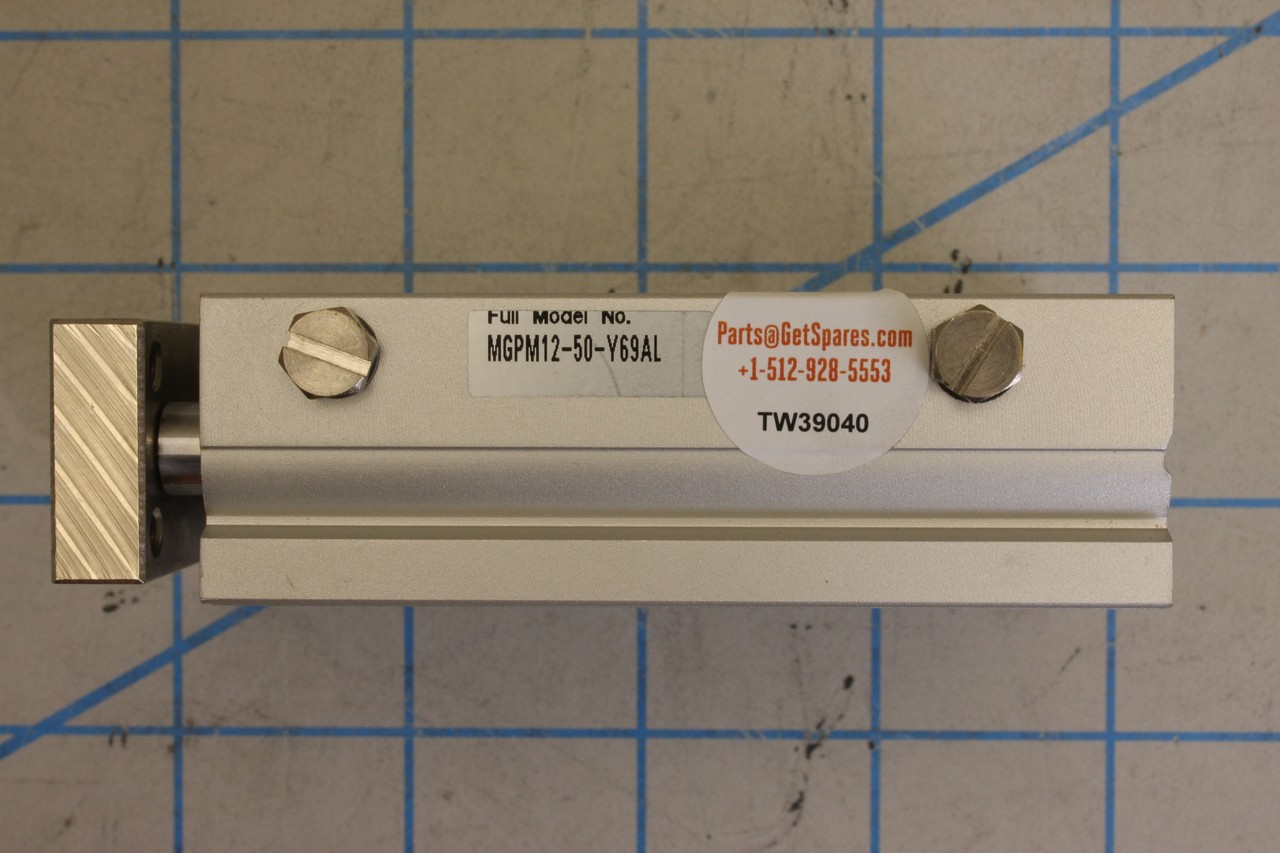 Full Model No.
MGPM12-50-Y69AL
Parts@GetSpares.com
+1-512-928-5553
TW39040